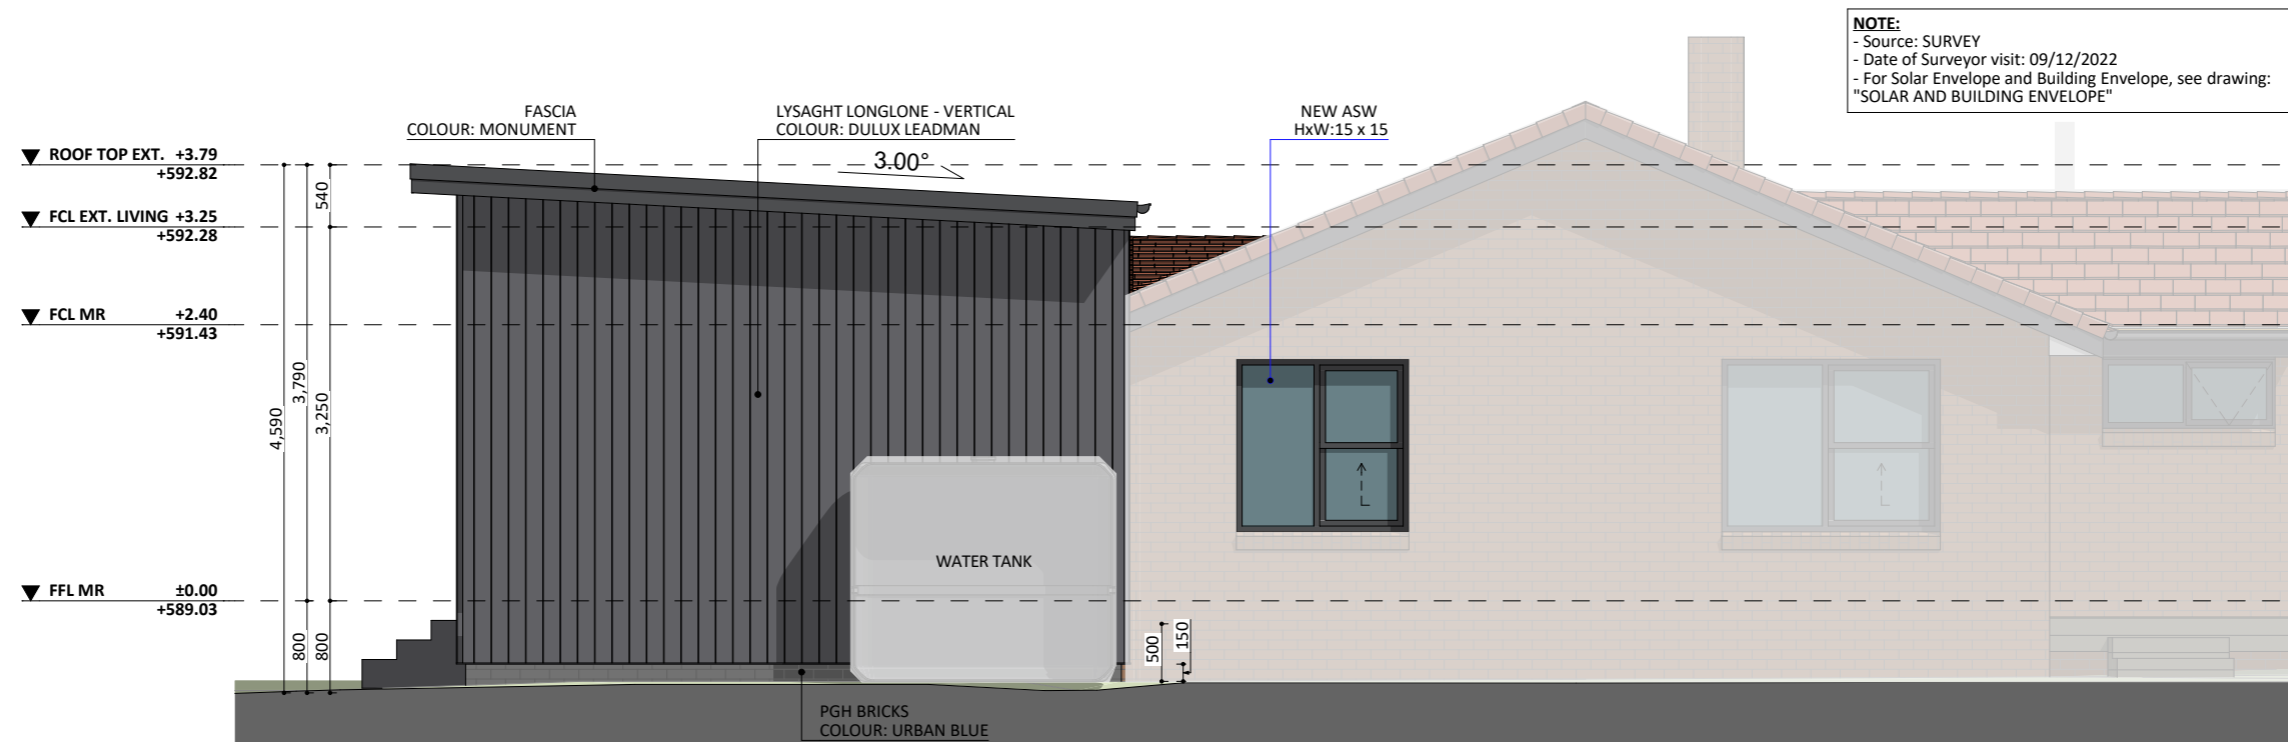 NOTE:
- Source: SURVEY
- Date of Surveyor visit: 09/12/2022
- For Solar Envelope and Building Envelope, see drawing:
"SOLAR AND BUILDING ENVELOPE"
FASCIA
COLOUR: MONUMENT
LYSAGHT LONGLONE - VERTICAL
COLOUR: DULUX LEADMAN
NEW ASW
HxW:15 x 15
3.00°
ROOF TOP EXT. +3.79
+592.82
FCL EXT. LIVING +3.25
+592.28
FCL MR +2.40
+591.43
FFL MR ±0.00
+589.03
540
3,790
3,250
4,590
800
800
WATER TANK
500
150
L
L
PGH BRICKS
COLOUR: URBAN BLUE